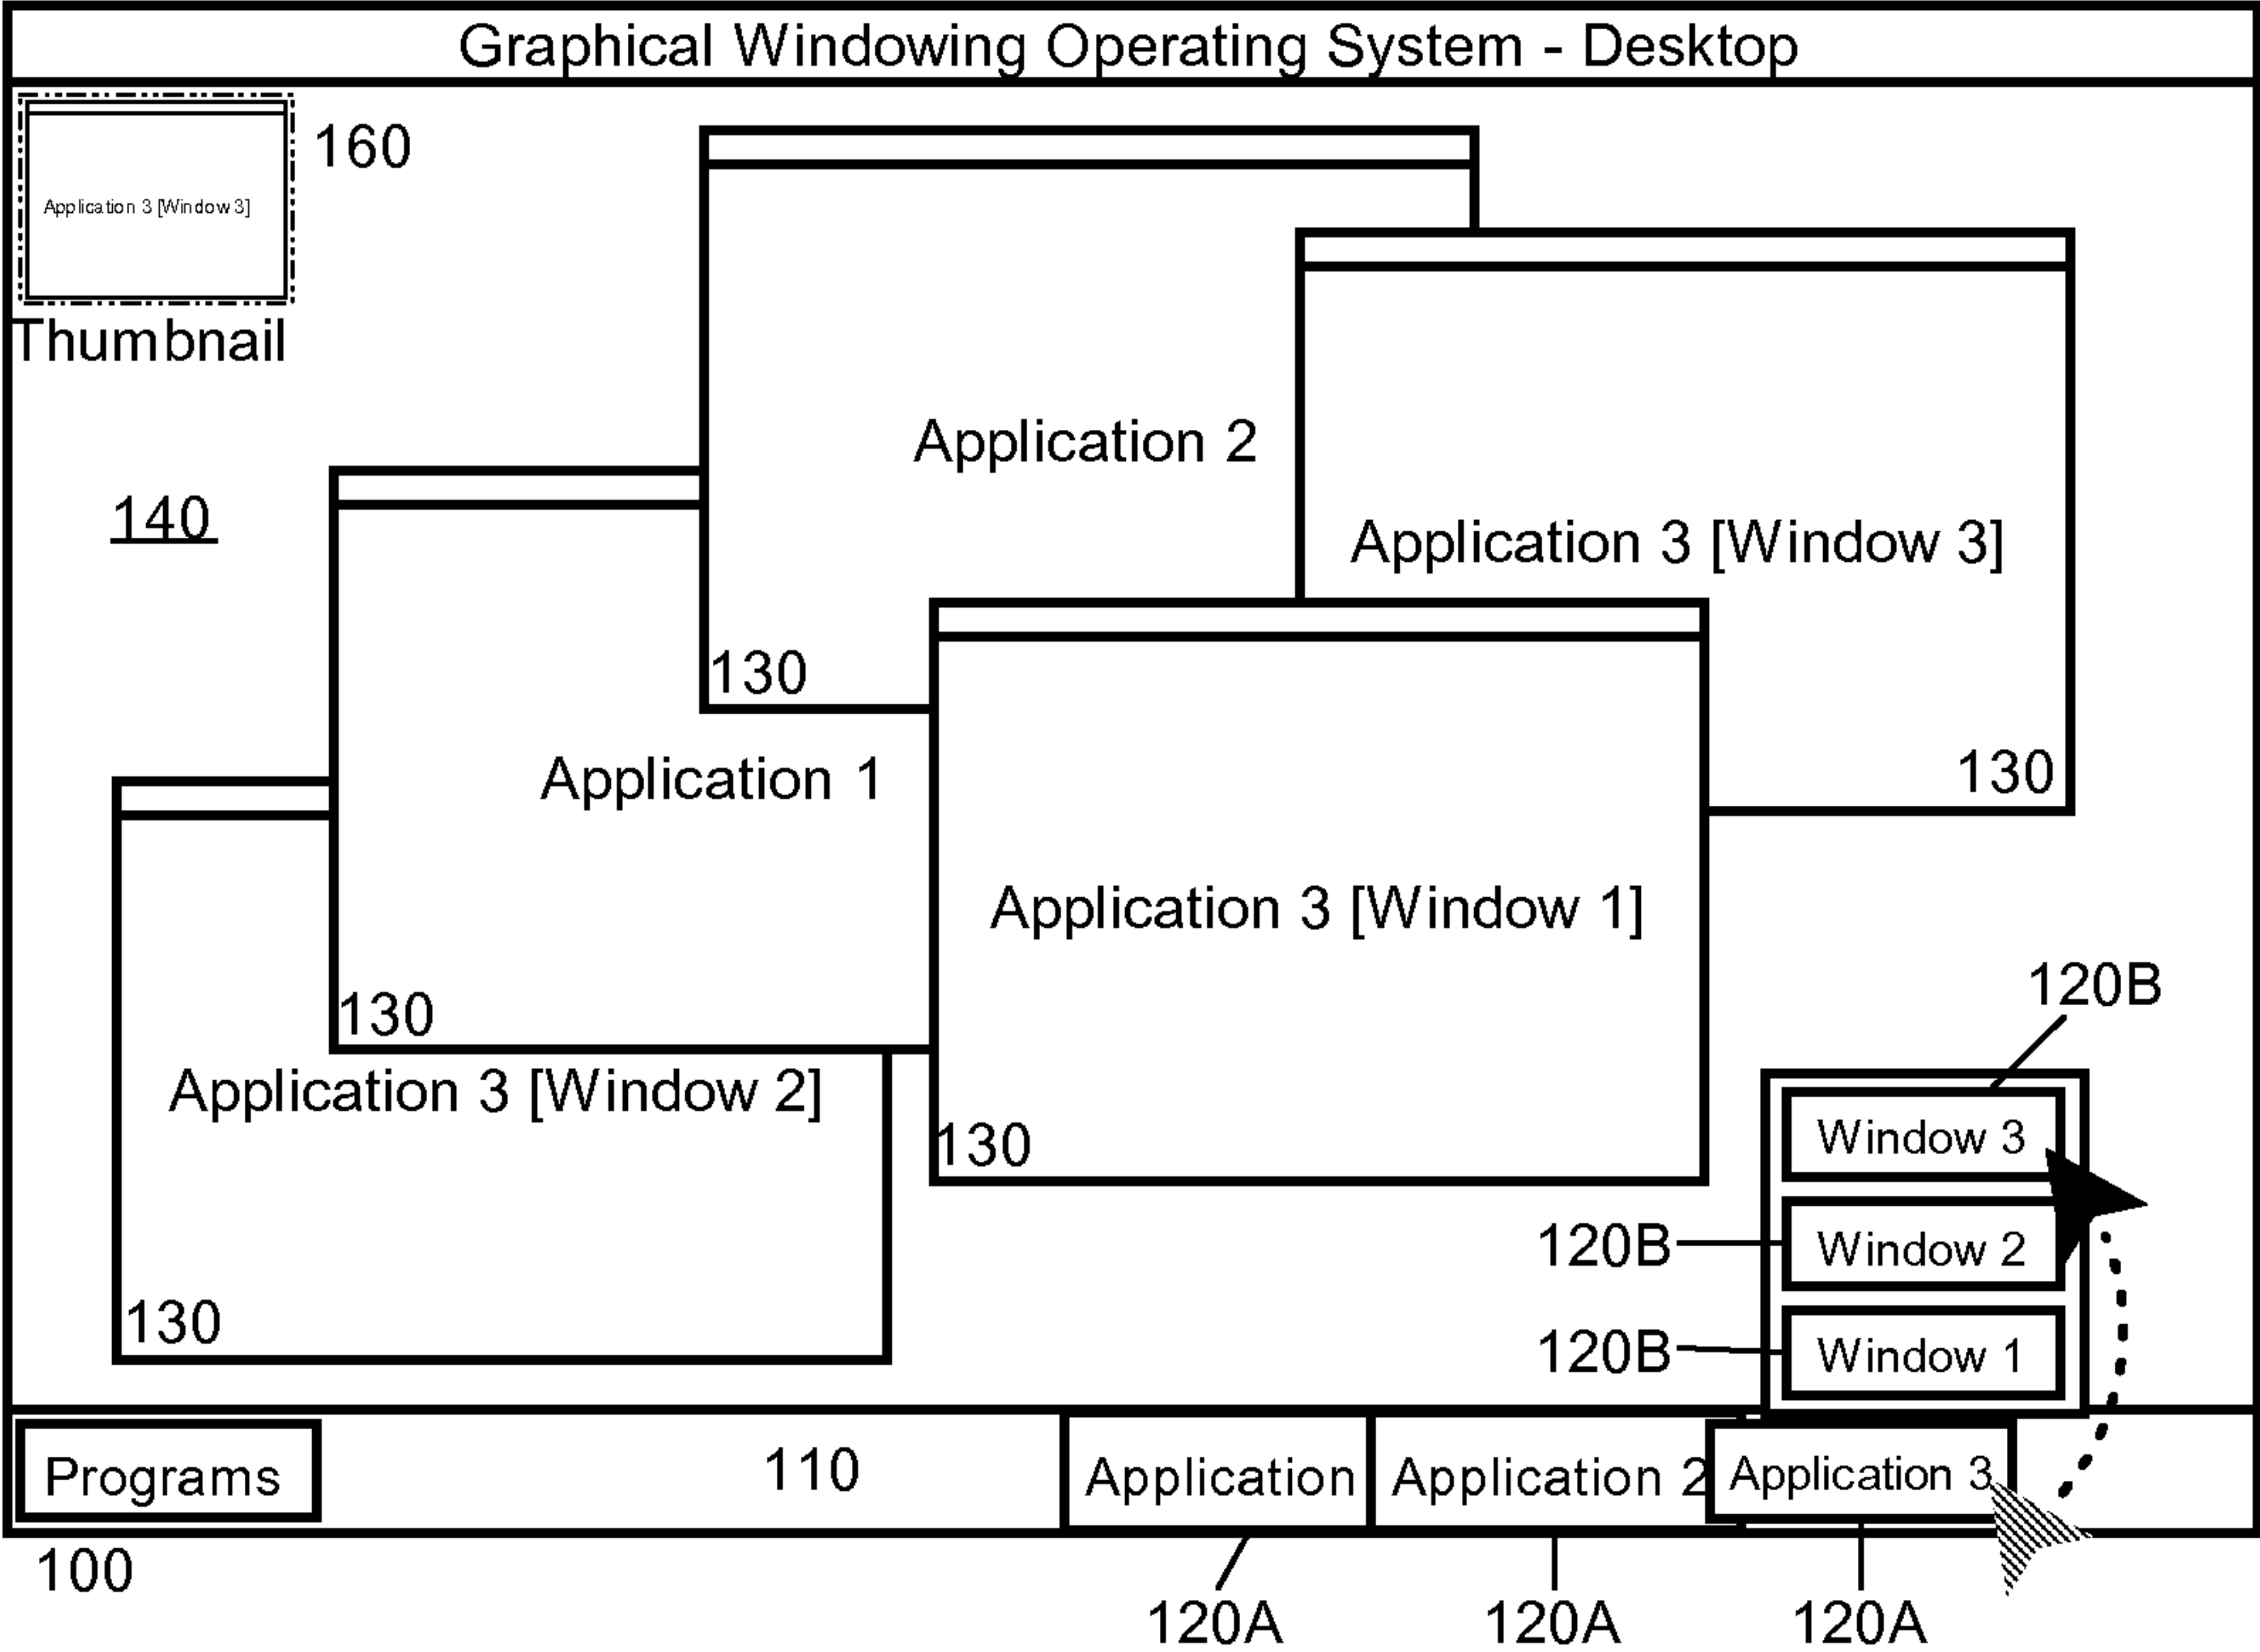 Graphical Windowing Operating System - Desktop
160
Application 3 [Window 3]
Thumbnail
Application 2
140
Application 3 [Window 3]
130
130
Application 1
Application 3 [Window 1]
120B
130
Application 3 [Window 2]
Window 3
130
120B
Window 2
130
120B
Window 1
Programs
110
Application
Application 2
Application 3
100
120A
120A
120A